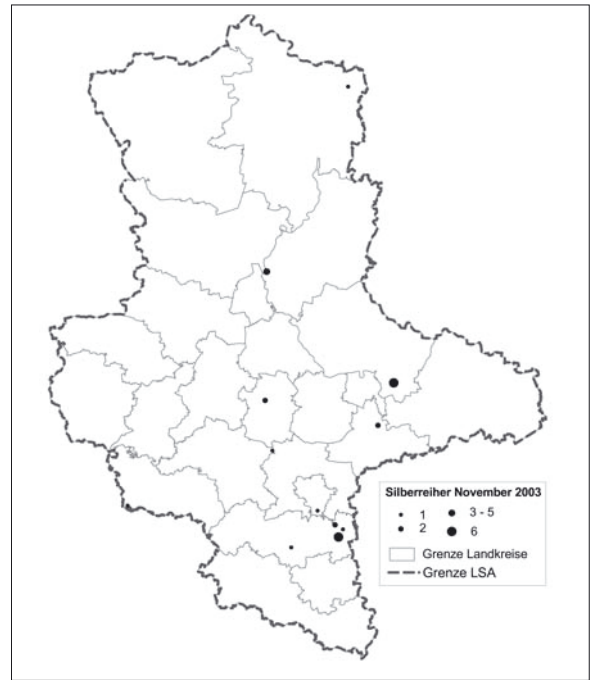 Silberreiher November 2003
1 3 - 5
2 6
Grenze Landkreise
Grenze LSA